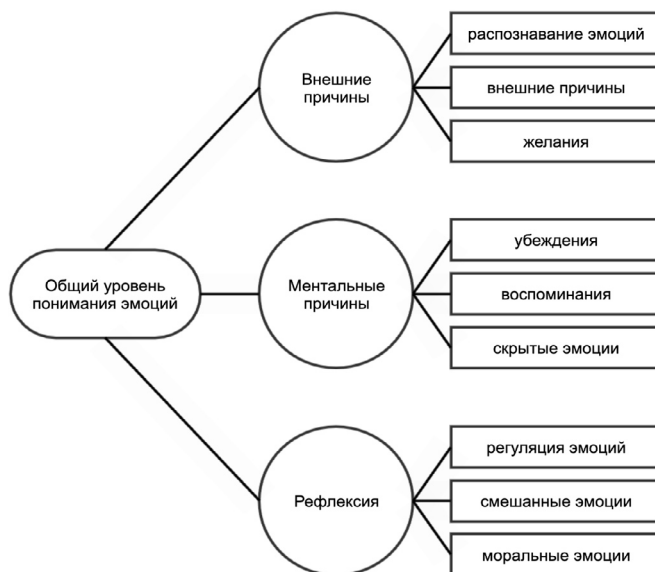 Общий уровень
понимания эмоций
Внешние
причины
распознавание эмоций
внешние причины
желания
Ментальные
причины
убеждения
воспоминания
скрытые эмоции
Рефлексия
регуляция эмоций
смешанные эмоции
моральные эмоции